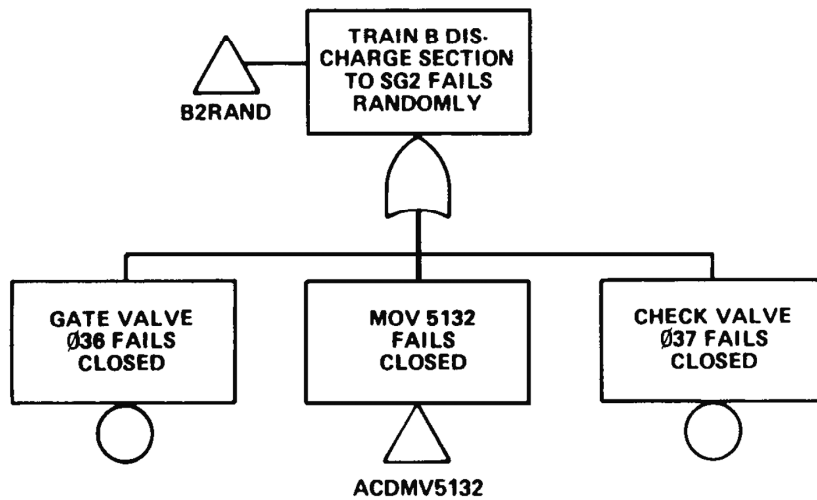 TRAIN B DIS-
CHARGE SECTION
TO SG2 FAILS
RANDOMLY
B2RAND
GATE VALVE
Ø36 FAILS
CLOSED
MOV 5132
FAILS
CLOSED
CHECK VALVE
Ø37 FAILS
CLOSED
ACDMV5132